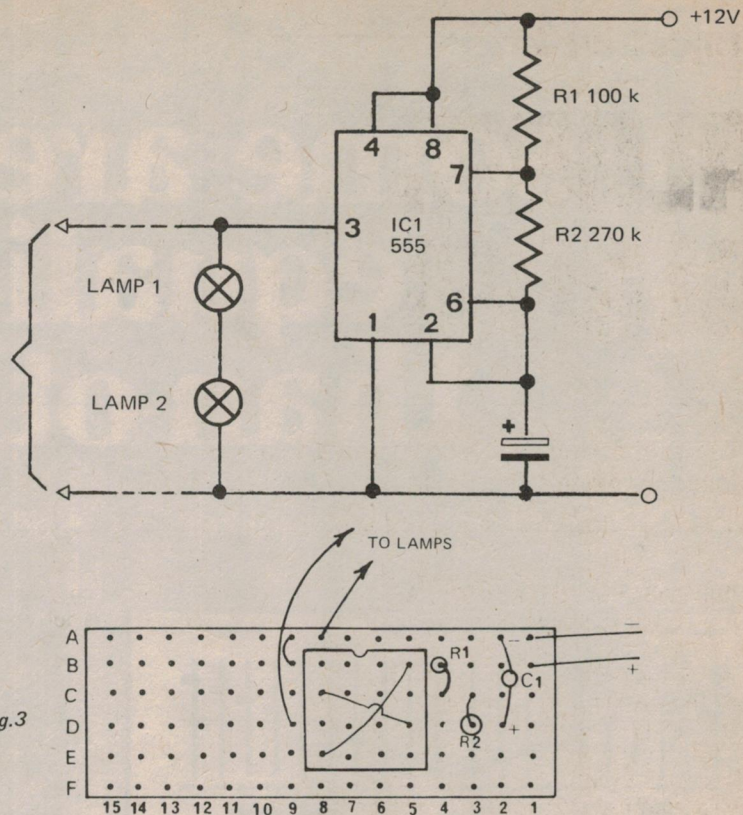 +12V
R1 100 k
4 8
7
3
IC1
555
R2 270 k
LAMP 1
6
1 2
LAMP 2
+
TO LAMPS
A
B
C
D
E
F
−
+
R1
C1
R2
−
+
g.3
15 14 13 12 11 10 9 8 7 6 5 4 3 2 1